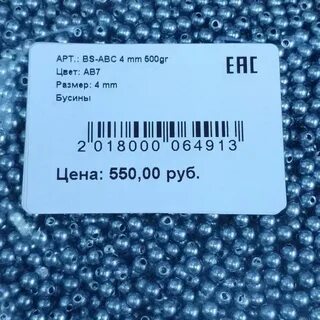 АРТ.: BS-ABC 4 mm 500gr
Цвет: AB7
Размер: 4 mm
Бусины
EAC
2 018000 064913
Цена: 550,00 руб.